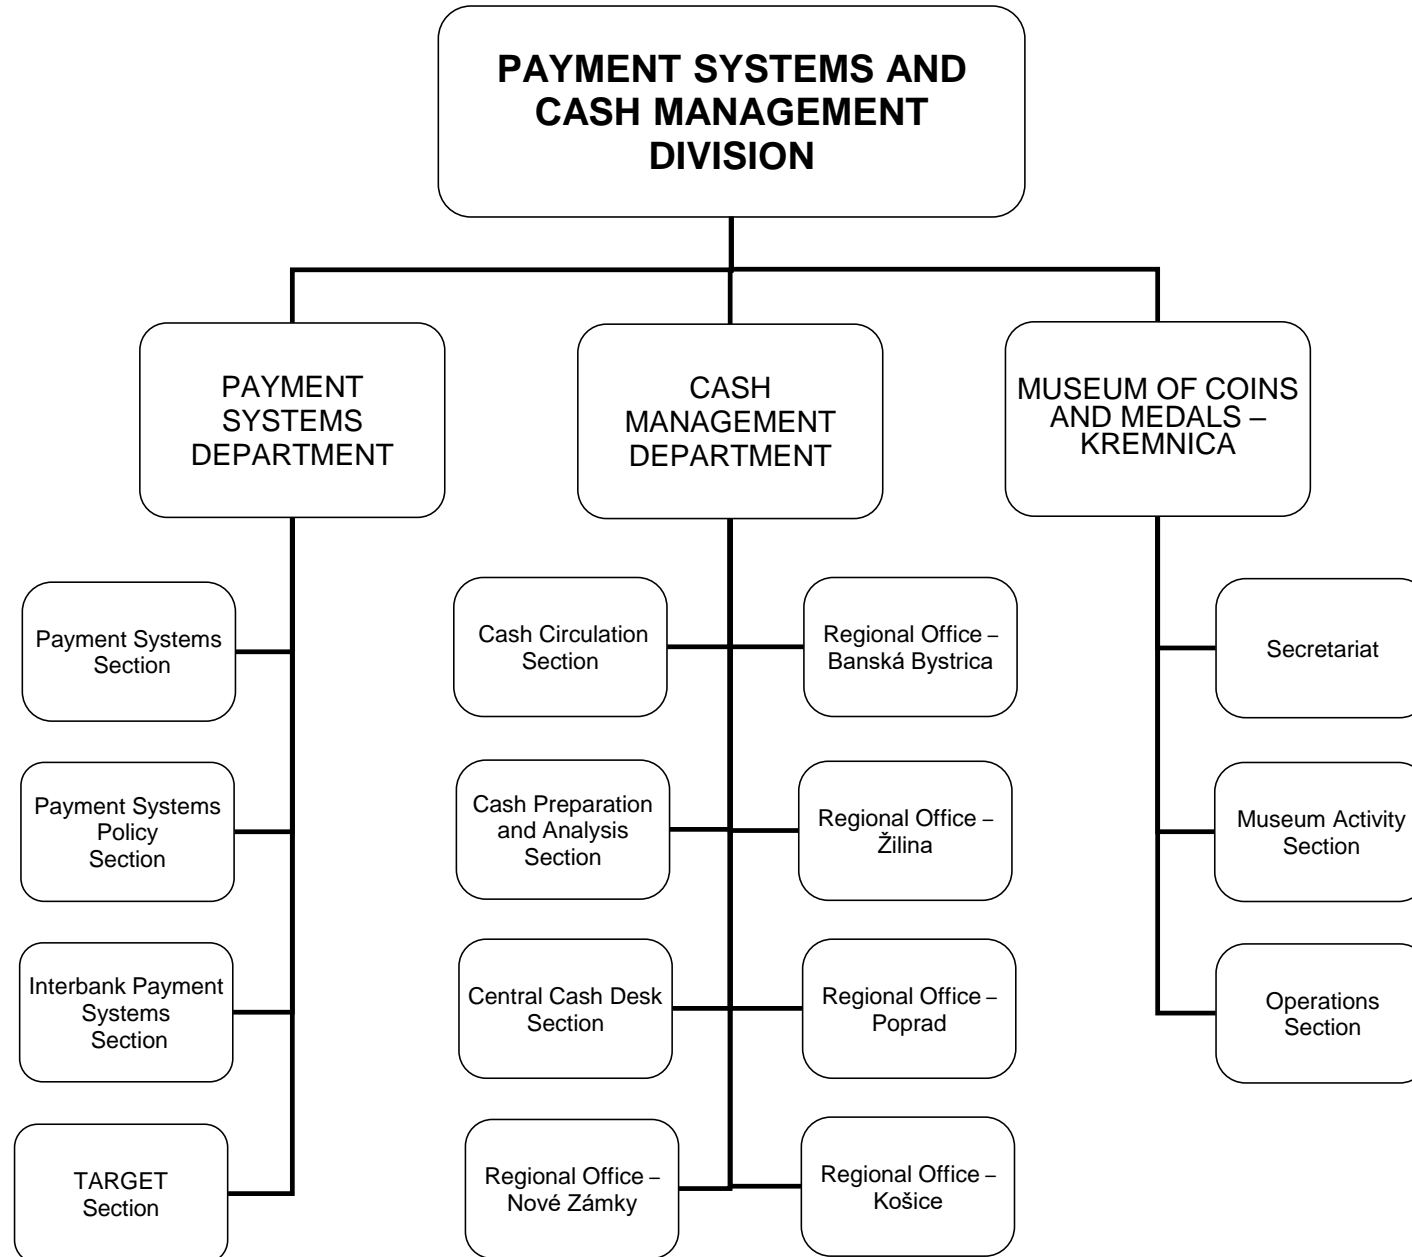 PAYMENT SYSTEMS AND
CASH MANAGEMENT
DIVISION
PAYMENT
SYSTEMS
DEPARTMENT
CASH
MANAGEMENT
DEPARTMENT
MUSEUM OF COINS
AND MEDALS –
KREMNICA
Payment Systems
Section
Payment Systems
Policy
Section
Interbank Payment
Systems
Section
TARGET
Section
Cash Circulation
Section
Cash Preparation
and Analysis
Section
Central Cash Desk
Section
Regional Office –
Nové Zámky
Regional Office –
Banská Bystrica
Regional Office –
Žilina
Regional Office –
Poprad
Regional Office –
Košice
Secretariat
Museum Activity
Section
Operations
Section